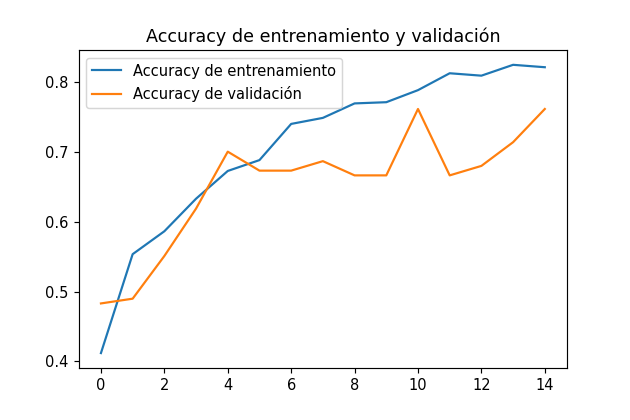 Accuracy de entrenamiento y validación
Accuracy de entrenamiento
Accuracy de validación
0.8
0.7
0.6
0.5
0.4
0 2 4 6 8 10 12 14